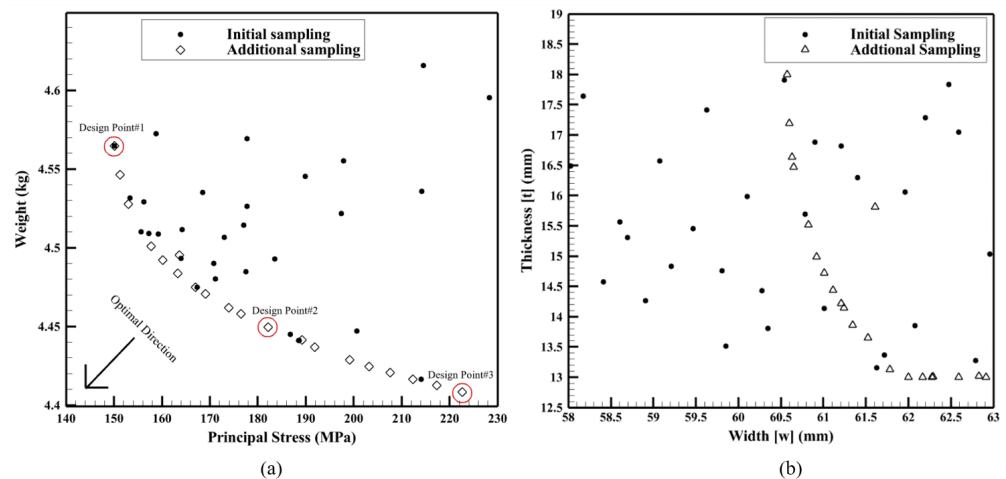 Initial sampling
Additional sampling
4.6
4.55
4.5
4.45
4.4
Weight (kg)
Design Point#1
Design Point#2
Design Point#3
Optimal Direction
140 150 160 170 180 190 200 210 220 230
Principal Stress (MPa)
(a)
Initial Sampling
Addtional Sampling
19
18.5
18
17.5
17
16.5
16
15.5
15
14.5
14
13.5
13
12.5
Thickness [t] (mm)
58 58.5 59 59.5 60 60.5 61 61.5 62 62.5 63
Width [w] (mm)
(b)